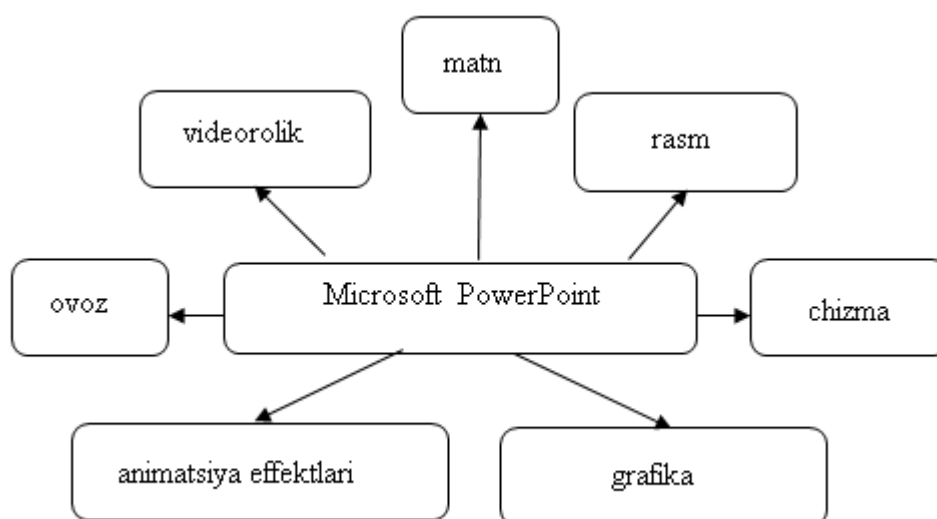 matn
videorolik
rasm
Microsoft PowerPoint
ovoz
chizma
animatsiya effektlari
grafika